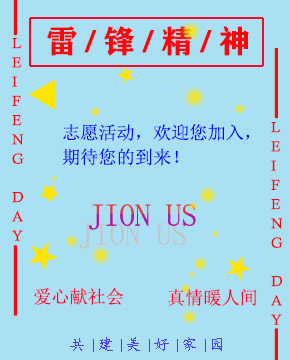 雷/锋/精/神
LEIFENG DAY
志愿活动，欢迎您加入，
期待您的到来！
LEIFENG DAY
JION US
JION US
爱心献社会 真情暖人间
共|建|美|好|家|园